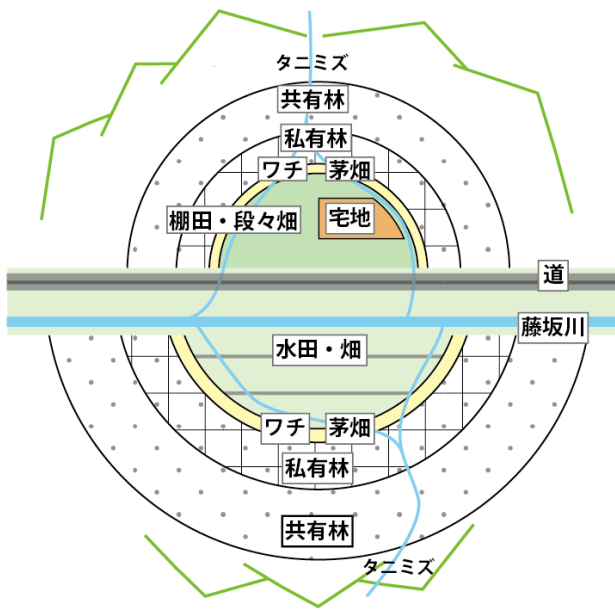 タニミズ
共有林
私有林
ワチ
茅畑
棚田・段々畑
宅地
道
藤坂川
水田・畑
ワチ
茅畑
私有林
共有林
タニミズ